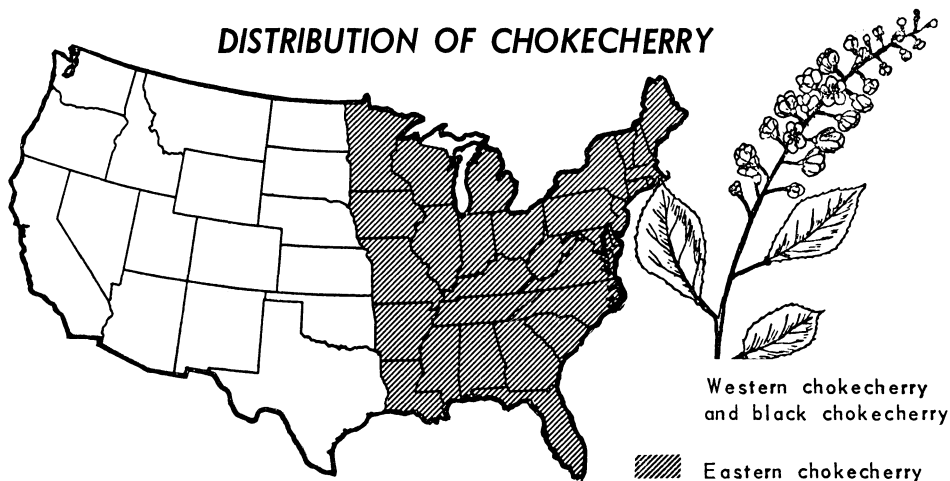 DISTRIBUTION OF CHOKECHERRY
Western chokecherry
and black chokecherry
Eastern chokecherry